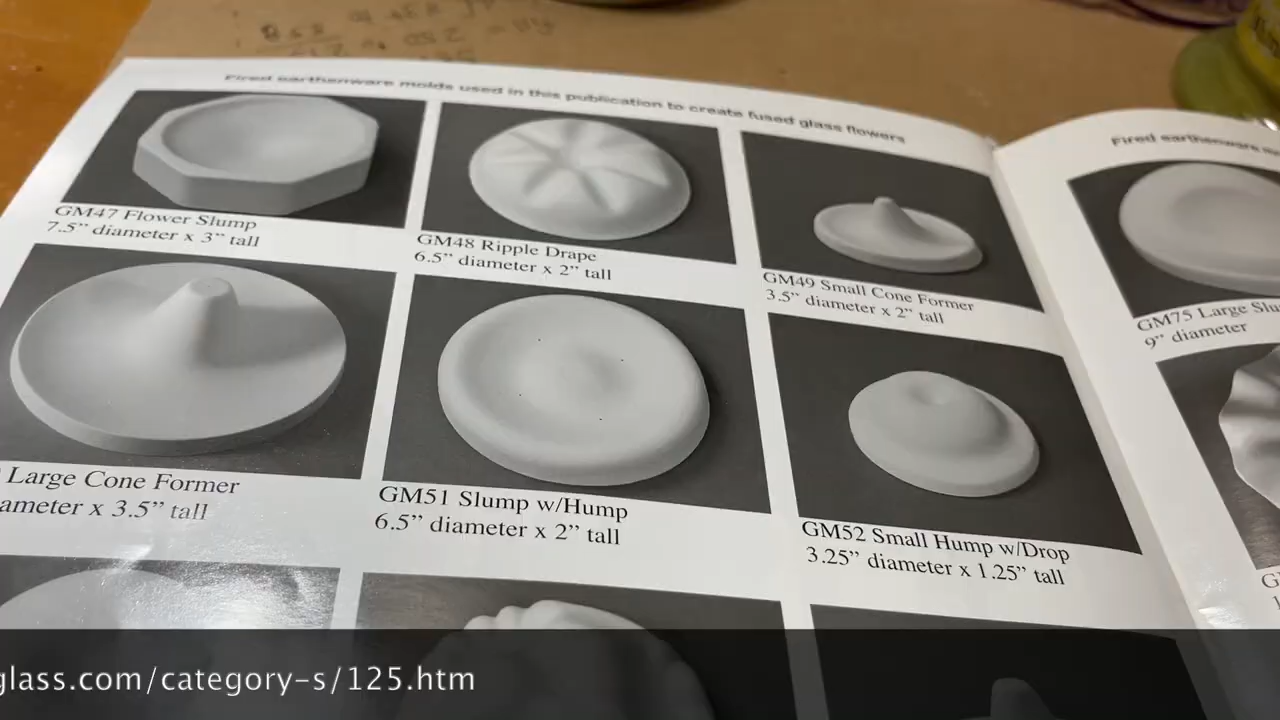 Fired earthenware molds used in this publication to create fused glass flowers
GM47 Flower Slump
7.5” diameter x 3” tall
GM48 Ripple Drape
6.5” diameter x 2” tall
GM49 Small Cone Former
3.5” diameter x 2” tall
Large Cone Former
ameter x 3.5” tall
GM51 Slump w/Hump
6.5” diameter x 2” tall
GM52 Small Hump w/Drop
3.25” diameter x 1.25” tall
Fired earthenware
GM75 Large Slu
9” diameter
glass.com/category-s/125.htm